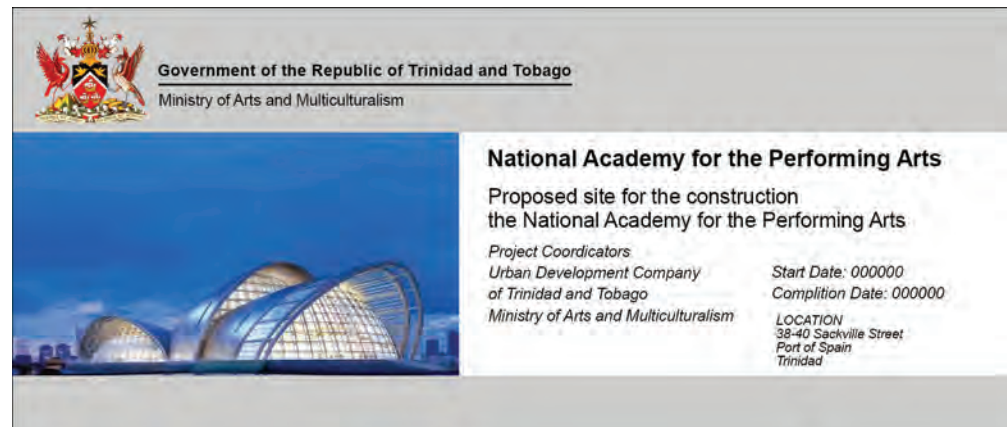 Government of the Republic of Trinidad and Tobago
Ministry of Arts and Multiculturalism
National Academy for the Performing Arts
Proposed site for the construction
the National Academy for the Performing Arts
Project Coordicators
Urban Development Company
of Trinidad and Tobago
Ministry of Arts and Multiculturalism
Start Date: 000000
Complition Date: 000000
LOCATION
38-40 Sackville Street
Port of Spain
Trinidad